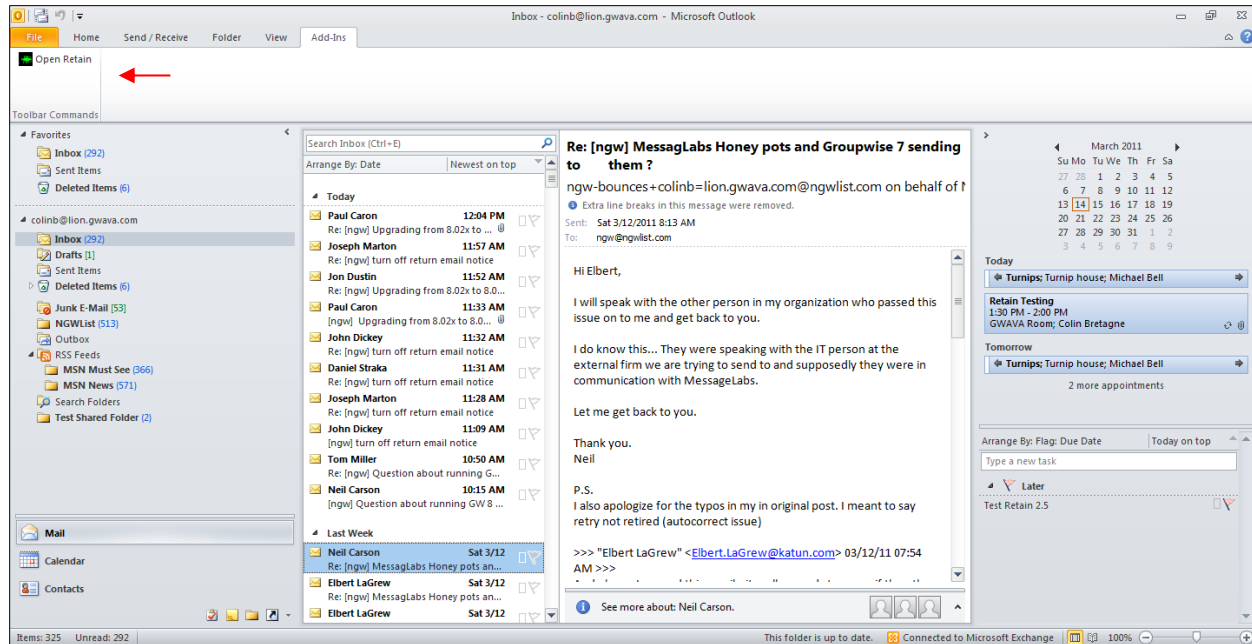 Inbox - colinb@lion.gwava.com - Microsoft Outlook
File Home Send / Receive Folder View Add-Ins
Open Retain
Toolbar Commands
Favorites
Inbox (292)
Sent Items
Deleted Items (6)
colinb@lion.gwava.com
Inbox (292)
Drafts [1]
Sent Items
Deleted Items (6)
Junk E-Mail [53]
NGWList (513)
Outbox
RSS Feeds
MSN Must See (366)
MSN News (571)
Search Folders
Test Shared Folder (2)
Mail
Calendar
Contacts
Search Inbox (Ctrl+E)
Arrange By: Date Newest on top
Today
Paul Caron 12:04 PM
Re: [ngw] Upgrading from 8.02x to ...
Joseph Marton 11:57 AM
Re: [ngw] turn off return email notice
Jon Dustin 11:52 AM
Re: [ngw] Upgrading from 8.02x to 8.0...
Paul Caron 11:33 AM
[ngw] Upgrading from 8.02x to 8.0...
John Dickey 11:32 AM
Re: [ngw] turn off return email notice
Daniel Straka 11:31 AM
Re: [ngw] turn off return email notice
Joseph Marton 11:28 AM
Re: [ngw] turn off return email notice
John Dickey 11:09 AM
[ngw] turn off return email notice
Tom Miller 10:50 AM
Re: [ngw] Question about running G...
Neil Carson 10:15 AM
[ngw] Question about running GW 8 ...
Last Week
Neil Carson Sat 3/12
Re: [ngw] MessagLabs Honey pots an...
Elbert LaGrew Sat 3/12
Re: [ngw] MessagLabs Honey pots an...
Elbert LaGrew Sat 3/12
Re: [ngw] MessagLabs Honey pots and Groupwise 7 sending
to them ?
ngw-bounces+colinb=lion.gwava.com@ngwlist.com on behalf of
Extra line breaks in this message were removed.
Sent: Sat 3/12/2011 8:13 AM
To: ngw@ngwlist.com
Hi Elbert,
I will speak with the other person in my organization who passed this
issue on to me and get back to you.
I do know this... They were speaking with the IT person at the
external firm we are trying to send to and supposedly they were in
communication with MessageLabs.
Let me get back to you.
Thank you.
Neil
P.S.
I also apologize for the typos in my in original post. I meant to say
retry not retired (autocorrect issue)
>>> "Elbert LaGrew" <Elbert.LaGrew@katun.com> 03/12/11 07:54
AM >>>
See more about: Neil Carson.
March 2011
Su Mo Tu We Th Fr Sa
27 28 1 2 3 4 5
6 7 8 9 10 11 12
13 14 15 16 17 18 19
20 21 22 23 24 25 26
27 28 29 30 31 1 2
3 4 5 6 7 8 9
Today
Turnips; Turnip house; Michael Bell
Retain Testing
1:30 PM - 2:00 PM
GWAVA Room; Colin Bretagne
Tomorrow
Turnips; Turnip house; Michael Bell
2 more appointments
Arrange By: Flag: Due Date Today on top
Type a new task
Later
Test Retain 2.5
Items: 325 Unread: 292
This folder is up to date. Connected to Microsoft Exchange 100%